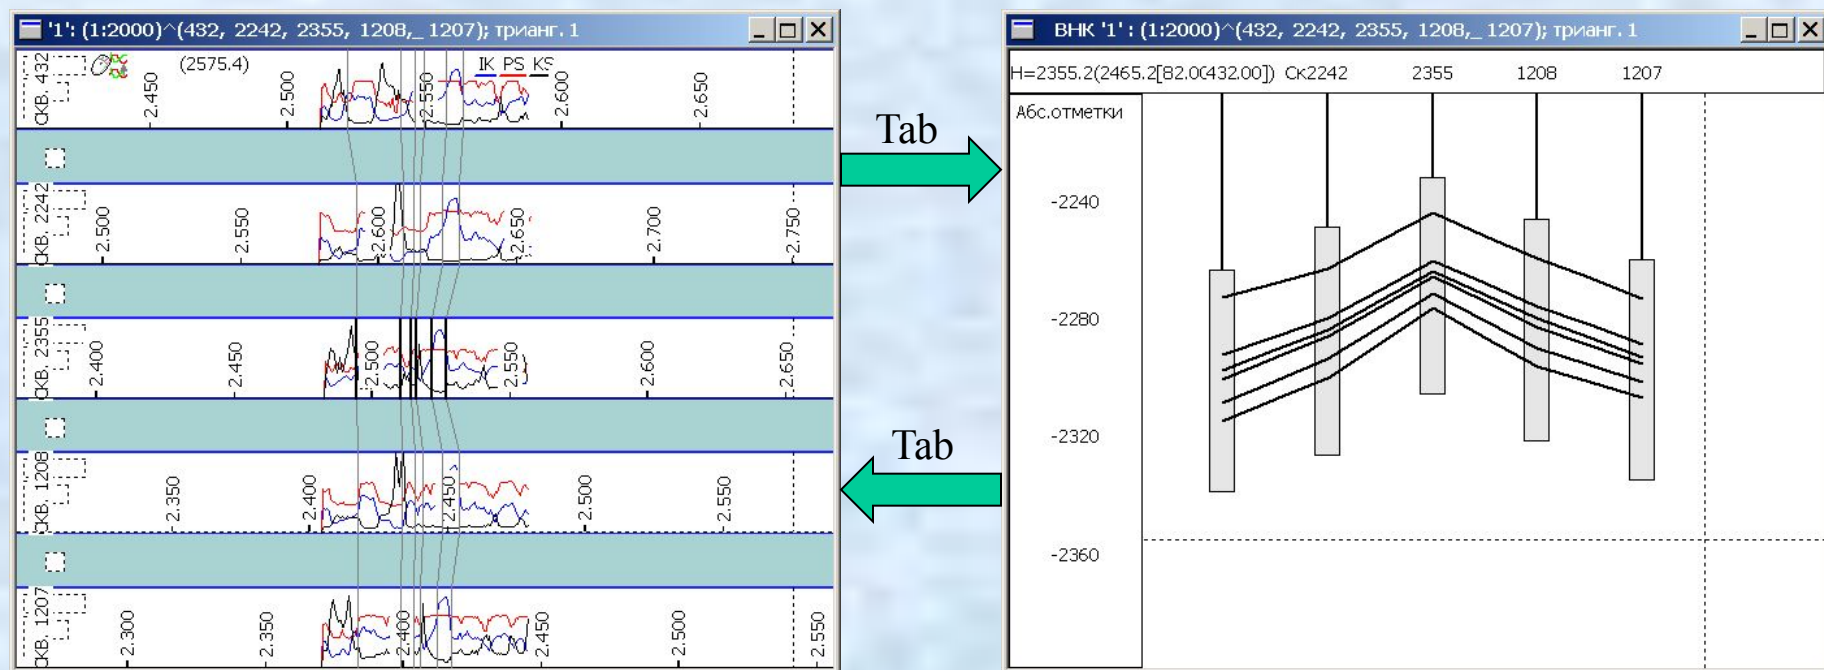 '1': (1:2000)^(432, 2242, 2355, 1208,_ 1207); трианг. 1
СКВ. 432
(2575.4)
IK PS KS
2.450 2.500 2.550 2.600 2.650
СКВ. 2242
2.500 2.550 2.600 2.650 2.700 2.750
СКВ. 2355
2.400 2.450 2.500 2.550 2.600 2.650
СКВ. 1208
2.350 2.400 2.450 2.500 2.550
СКВ. 1207
2.300 2.350 2.400 2.450 2.500 2.550
Tab
Tab
ВНК '1' : (1:2000)^(432, 2242, 2355, 1208,_ 1207); трианг. 1
H=2355.2(2465.2[82.0(432.00]) Ск2242 2355 1208 1207
Абс.отметки
-2240
-2280
-2320
-2360